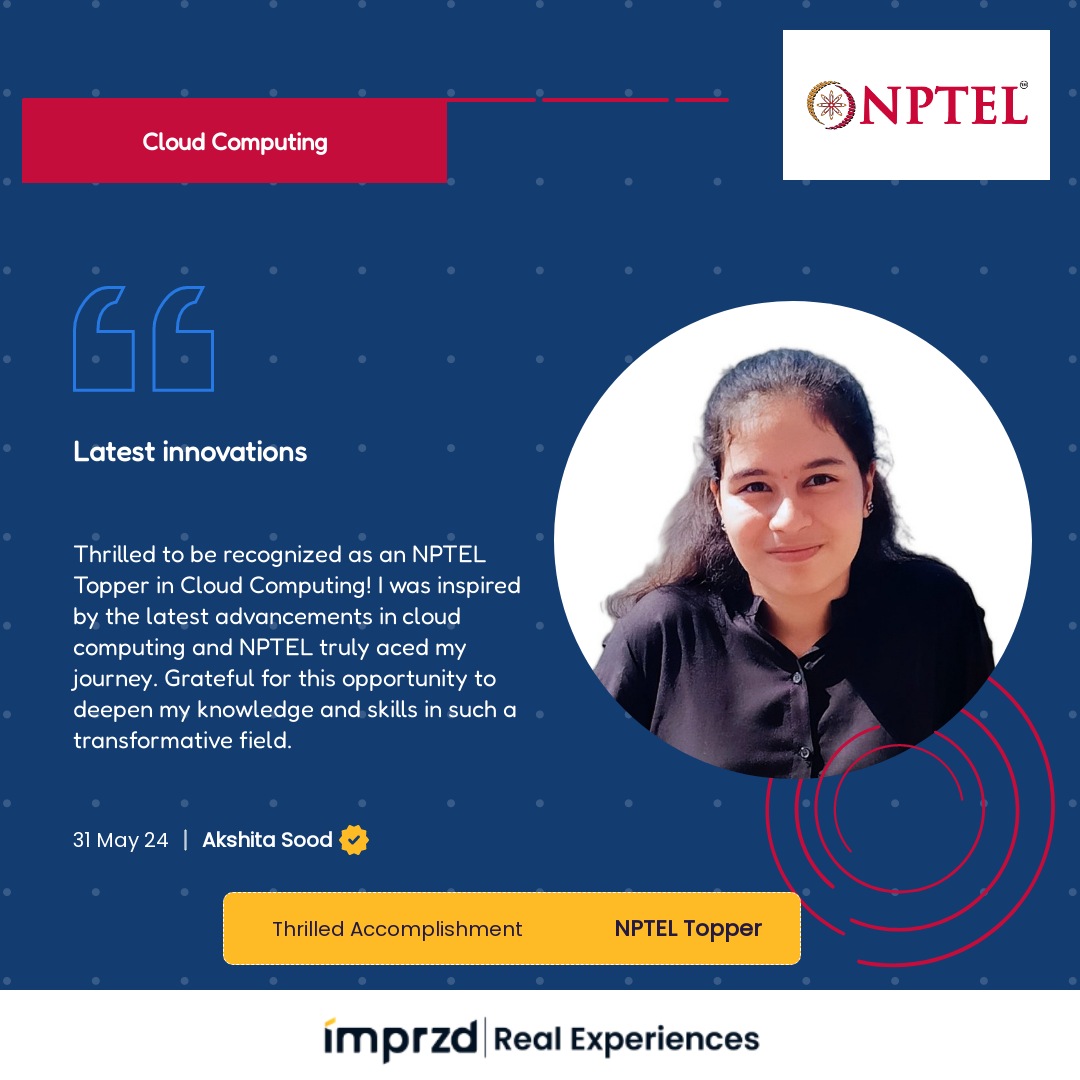 NPTEL
Cloud Computing
Latest innovations
Thrilled to be recognized as an NPTEL
Topper in Cloud Computing! I was inspired
by the latest advancements in cloud
computing and NPTEL truly aced my
journey. Grateful for this opportunity to
deepen my knowledge and skills in such a
transformative field.
31 May 24 | Akshita Sood
Thrilled Accomplishment NPTEL Topper
imprzd | Real Experiences